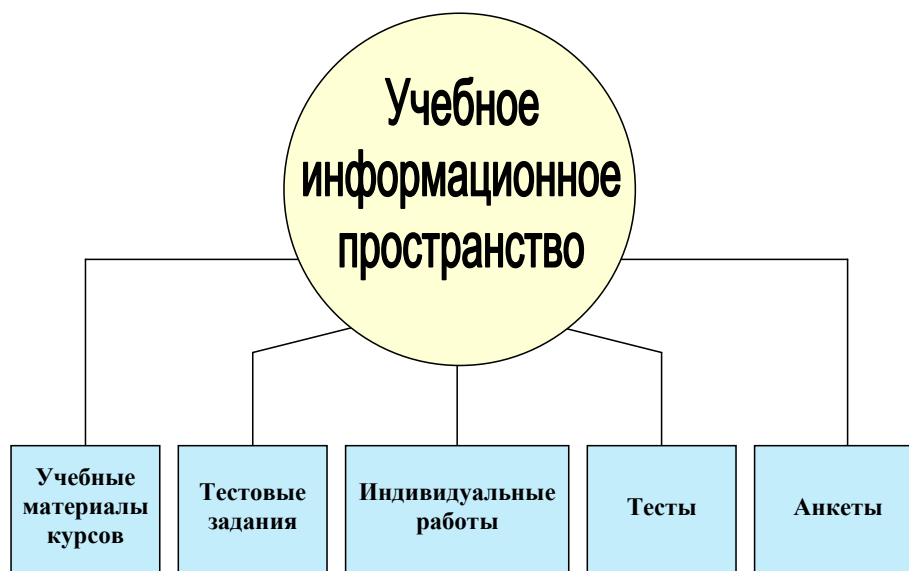 Учебное
информационное
пространство
Учебные
материалы
курсов
Тестовые
задания
Индивидуальные
работы
Тесты
Анкеты